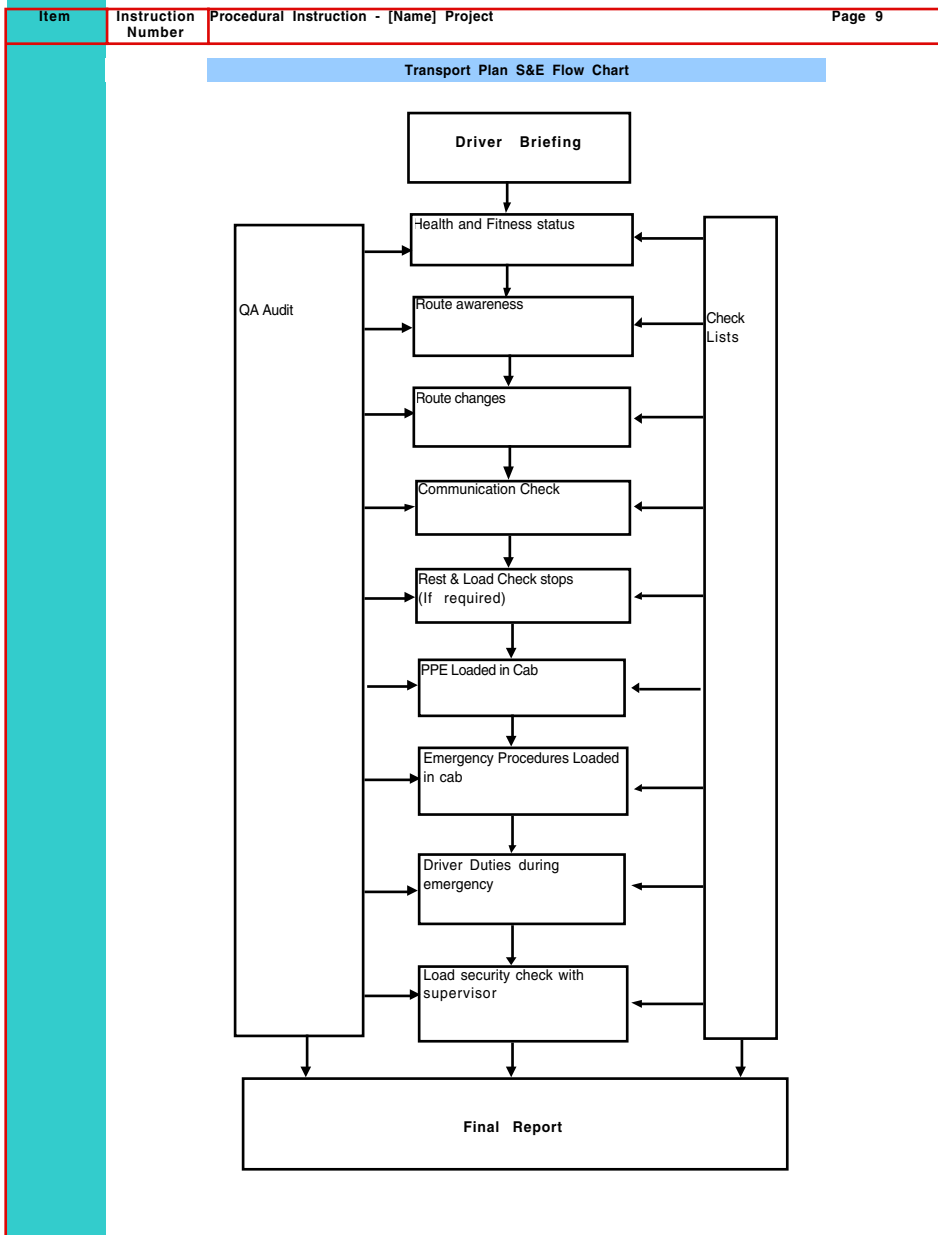 Item
Instruction
Number
Procedural Instruction - [Name] Project
Page 9
Transport Plan S&E Flow Chart
Driver Briefing
Health and Fitness status
QA Audit
Route awareness
Check
Lists
Route changes
Communication Check
Rest & Load Check stops
(If required)
PPE Loaded in Cab
Emergency Procedures Loaded
in cab
Driver Duties during
emergency
Load security check with
supervisor
Final Report